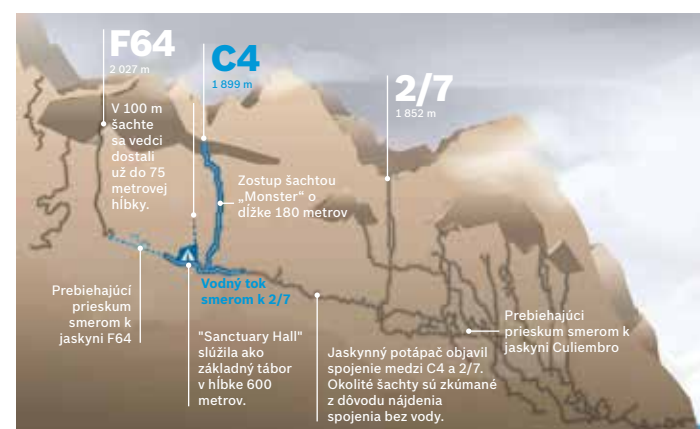 F64
2 027 m
V 100 m
šachte
sa vedci
dostali
už do 75
metrovej
hĺbky.
C4
1 899 m
2/7
1 852 m
Zostup šachtou
„Monster“ o
dĺžke 180 metrov
Prebiehajúcí
prieskum
smerom k
jaskyni F64
Vodný tok
smerom k 2/7
"Sanctuary Hall"
slúžila ako
základný tábor
v hĺbke 600
metrov.
Jaskynný potápač objavil
spojenie medzi C4 a 2/7.
Okolité šachty sú zkúmané
z dôvodu nájdenia
spojenia bez vody.
Prebiehajúci
prieskum smerom k
jaskyni Culiembro